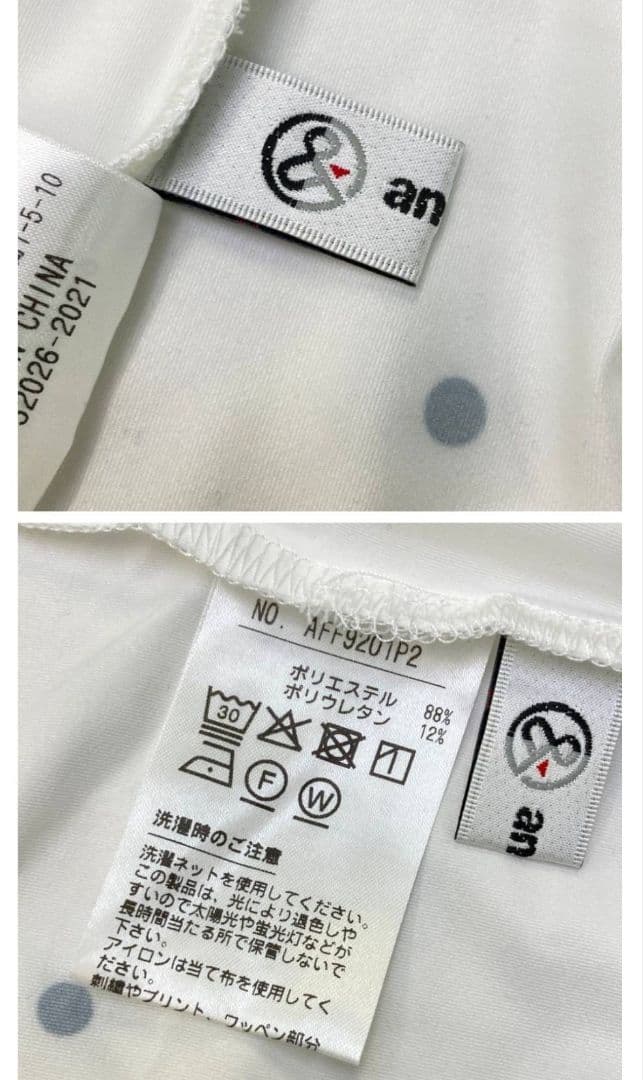 an
1-5-10
CHINA
2026-2021
NO. AFF9201P2
ポリエステル 88%
ポリウレタン 12%
30
F
W
洗濯時のご注意
洗濯ネットを使用してください。
この製品は、光により退色しや
すいので太陽光や蛍光灯などが
長時間当たる所で保管しないで
下さい。
アイロンは当て布を使用してく
ださい。
刺繍やプリント、ワッペン部分
an